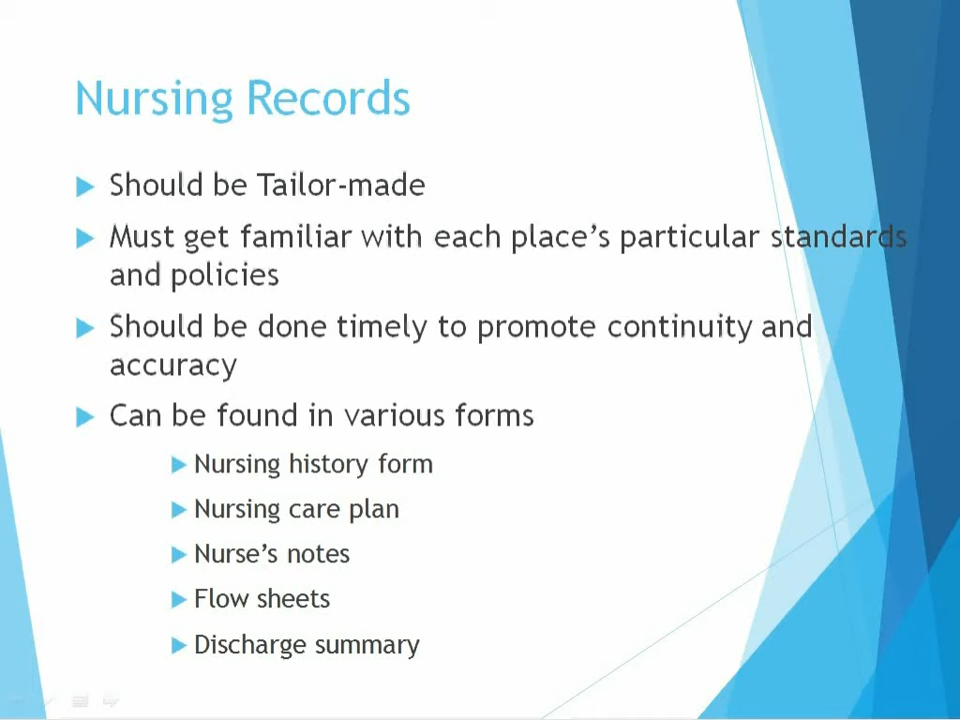 Nursing Records
Should be Tailor-made
Must get familiar with each place's particular standards
and policies
Should be done timely to promote continuity and
accuracy
Can be found in various forms
Nursing history form
Nursing care plan
Nurse's notes
Flow sheets
Discharge summary